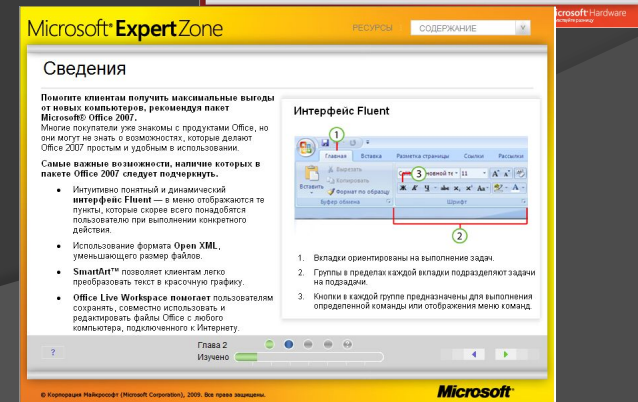 Microsoft Hardware
Microsoft® ExpertZone
РЕСУРСЫ
СОДЕРЖАНИЕ
Сведения
Помогите клиентам получить максимальные выгоды
от новых компьютеров, рекомендуя пакет
Microsoft® Office 2007.
Многие покупатели уже знакомы с продуктами Office, но
они могут не знать о возможностях, которые делают
Office 2007 простым и удобным в использовании.
Самые важные возможности, наличие которых в
пакете Office 2007 следует подчеркнуть.
• Интуитивно понятный и динамический
интерфейс Fluent — в меню отображаются те
пункты, которые скорее всего понадобятся
пользователю при выполнении конкретного
действия.
• Использование формата Open XML,
уменьшающего размер файлов.
• SmartArt™ позволяет клиентам легко
преобразовать текст в красочную графику.
• Office Live Workspace помогает пользователям
сохранять, совместно использовать и
редактировать файлы Office с любого
компьютера, подключенного к Интернету.
Интерфейс Fluent
1
Главная Вставка Разметка страницы Ссылки Рассылки
Вставить
Вырезать
Копировать
Формат по образцу
Буфер обмена
3
11
Ж К Ч abc x₂ x² Aa
Шрифт
2
1. Вкладки ориентированы на выполнение задач.
2. Группы в пределах каждой вкладки подразделяют задачи
на подзадачи.
3. Кнопки в каждой группе предназначены для выполнения
определенной команды или отображения меню команд.
?
Глава 2
Изучено
© Корпорация Майкрософт (Microsoft Corporation), 2009. Все права защищены.
Microsoft®